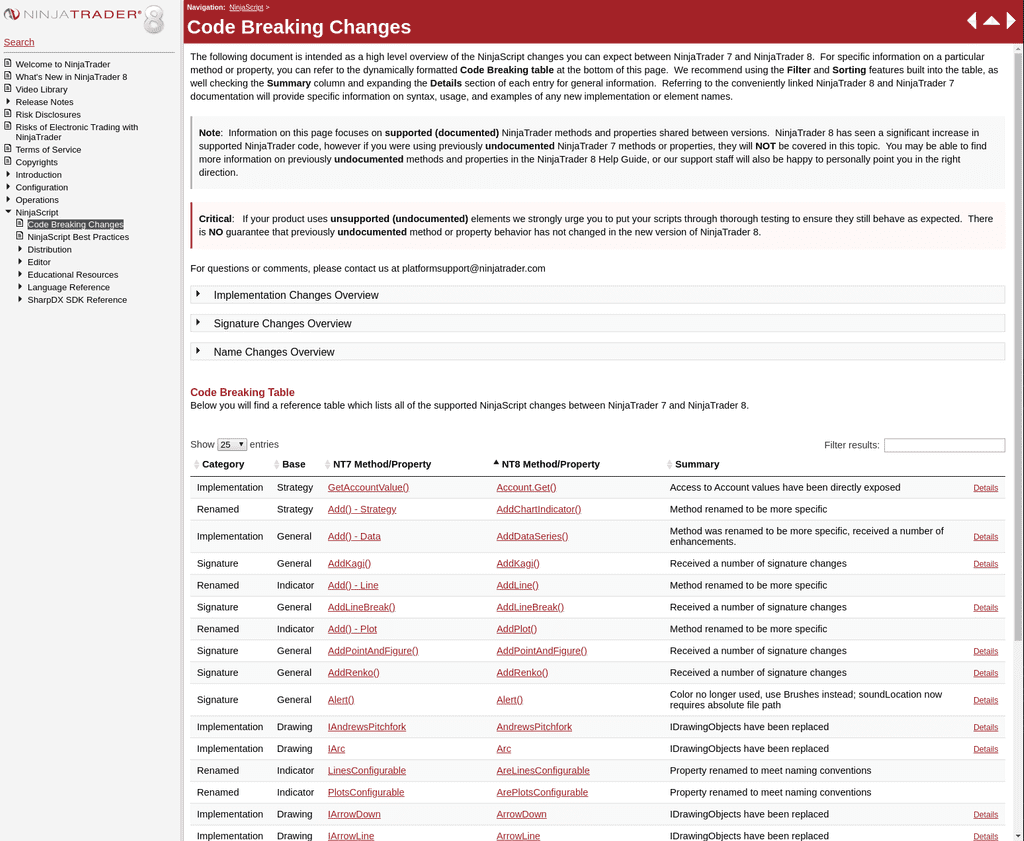 NINJATRADER® 8
Search
Welcome to NinjaTrader
What's New in NinjaTrader 8
Video Library
Release Notes
Risk Disclosures
Risks of Electronic Trading with
NinjaTrader
Terms of Service
Copyrights
Introduction
Configuration
Operations
NinjaScript
Code Breaking Changes
NinjaScript Best Practices
Distribution
Editor
Educational Resources
Language Reference
SharpDX SDK Reference
Navigation: NinjaScript >
Code Breaking Changes
The following document is intended as a high level overview of the NinjaScript changes you can expect between NinjaTrader 7 and NinjaTrader 8. For specific information on a particular
method or property, you can refer to the dynamically formatted Code Breaking table at the bottom of this page. We recommend using the Filter and Sorting features built into the table, as
well checking the Summary column and expanding the Details section of each entry for general information. Referring to the conveniently linked NinjaTrader 8 and NinjaTrader 7
documentation will provide specific information on syntax, usage, and examples of any new implementation or element names.
Note: Information on this page focuses on supported (documented) NinjaTrader methods and properties shared between versions. NinjaTrader 8 has seen a significant increase in
supported NinjaTrader code, however if you were using previously undocumented NinjaTrader 7 methods or properties, they will NOT be covered in this topic. You may be able to find
more information on previously undocumented methods and properties in the NinjaTrader 8 Help Guide, or our support staff will also be happy to personally point you in the right
direction.
Critical: If your product uses unsupported (undocumented) elements we strongly urge you to put your scripts through thorough testing to ensure they still behave as expected. There
is NO guarantee that previously undocumented method or property behavior has not changed in the new version of NinjaTrader 8.
For questions or comments, please contact us at platformsupport@ninjatrader.com
Implementation Changes Overview
Signature Changes Overview
Name Changes Overview
Code Breaking Table
Below you will find a reference table which lists all of the supported NinjaScript changes between NinjaTrader 7 and NinjaTrader 8.
Show 25 entries Filter results:
Category Base NT7 Method/Property NT8 Method/Property Summary
Implementation Strategy GetAccountValue() Account.Get() Access to Account values have been directly exposed Details
Renamed Strategy Add() - Strategy AddChartIndicator() Method renamed to be more specific
Implementation General Add() - Data AddDataSeries() Method was renamed to be more specific, received a number of
enhancements. Details
Signature General AddKagi() AddKagi() Received a number of signature changes Details
Renamed Indicator Add() - Line AddLine() Method renamed to be more specific
Signature General AddLineBreak() AddLineBreak() Received a number of signature changes Details
Renamed Indicator Add() - Plot AddPlot() Method renamed to be more specific
Signature General AddPointAndFigure() AddPointAndFigure() Received a number of signature changes Details
Signature General AddRenko() AddRenko() Received a number of signature changes Details
Signature General Alert() Alert() Color no longer used, use Brushes instead; soundLocation now
requires absolute file path Details
Implementation Drawing IAndrewsPitchfork AndrewsPitchfork IDrawingObjects have been replaced Details
Implementation Drawing IArc Arc IDrawingObjects have been replaced Details
Renamed Indicator LinesConfigurable AreLinesConfigurable Property renamed to meet naming conventions
Renamed Indicator PlotsConfigurable ArePlotsConfigurable Property renamed to meet naming conventions
Implementation Drawing IArrowDown ArrowDown IDrawingObjects have been replaced Details
Implementation Drawing IArrowLine ArrowLine IDrawingObjects have been replaced Details